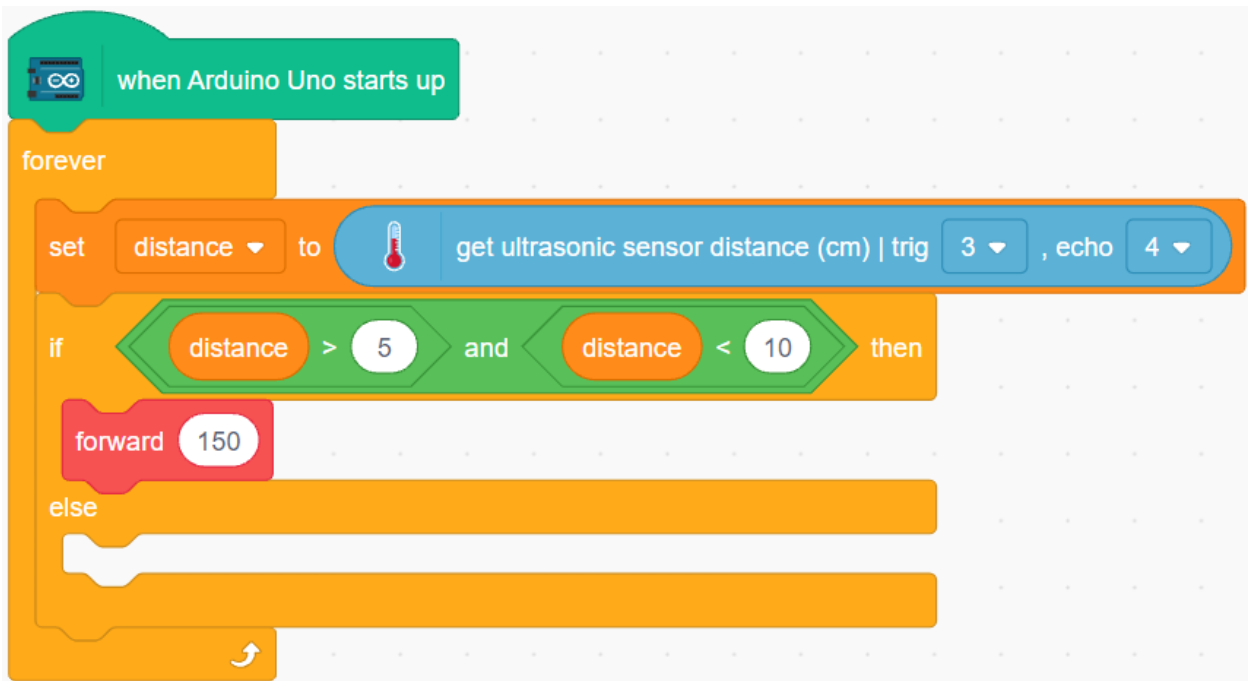 when Arduino Uno starts up
forever
set distance to get ultrasonic sensor distance (cm) | trig 3 , echo 4
if distance > 5 and distance < 10 then
forward 150
else